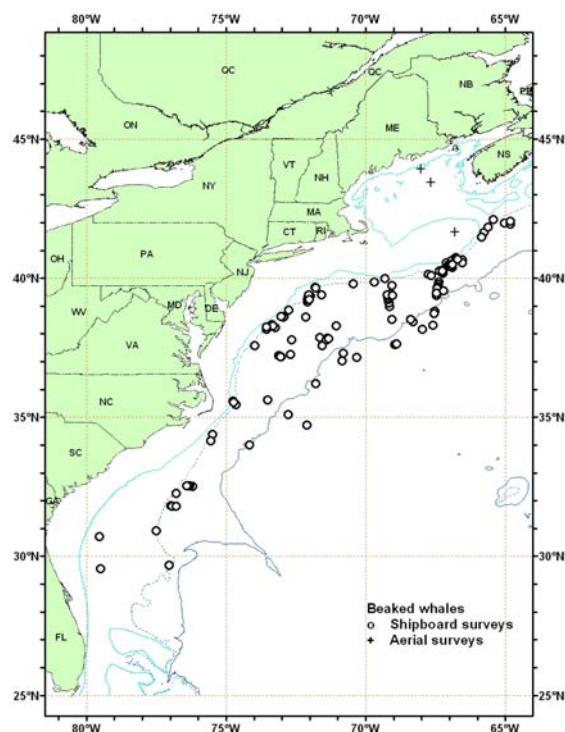 80°W 75°W 70°W 65°W
QC QC NB
ON
45°N ME 45°N
NS
VT
NH
NY
MA
CT RI
PA
OH NJ
40°N 40°N
MD DE
WV
VA
NC
35°N 35°N
SC
GA
30°N 30°N
Beaked whales
Shipboard surveys
FL + Aerial surveys
25°N 25°N
80°W 75°W 70°W 65°W